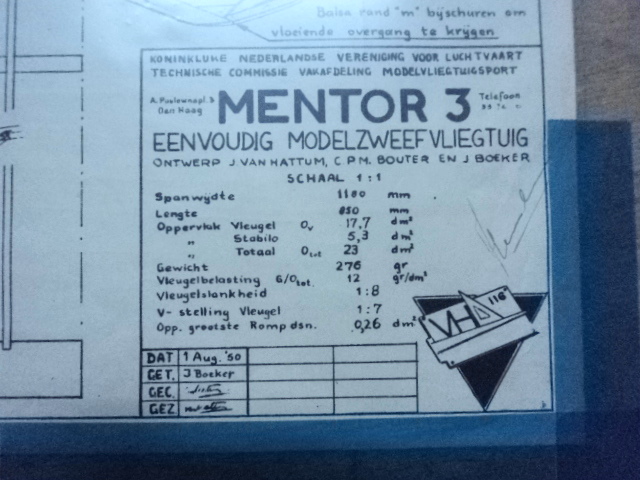 Balsa rand "m" bijschuren om
vloeiende overgang te krijgen
KONINKLIJKE NEDERLANDSE VERENIGING VOOR LUCHTVAART
TECHNISCHE COMMISSIE VAKAFDELING MODELVLIEGTUIGSPORT
A. Paulownapl. 3
Den Haag
MENTOR 3
Telefoon
EENVOUDIG MODELZWEEFVLIEGTUIG
ONTWERP J. VAN HATTUM, C.P.M. BOUTER EN J. BOEKER
SCHAAL 1:1
Spanwydte 1100 mm
Lengte 850 mm
Oppervlak Vleugel Ov 17,7 dm²
" Stabilo 5,3 dm²
" Totaal Otot 23 dm²
Gewicht 276 gr
Vleugelbelasting G/Otot. 12 gr/dm²
Vleugelslankheid 1:8
V-stelling Vleugel 1:7
Opp. grootste Rompdsn. 0,26 dm²
DAT 1 Aug. '50
GET. J Boeker
GEC.
GEZ
VH 116